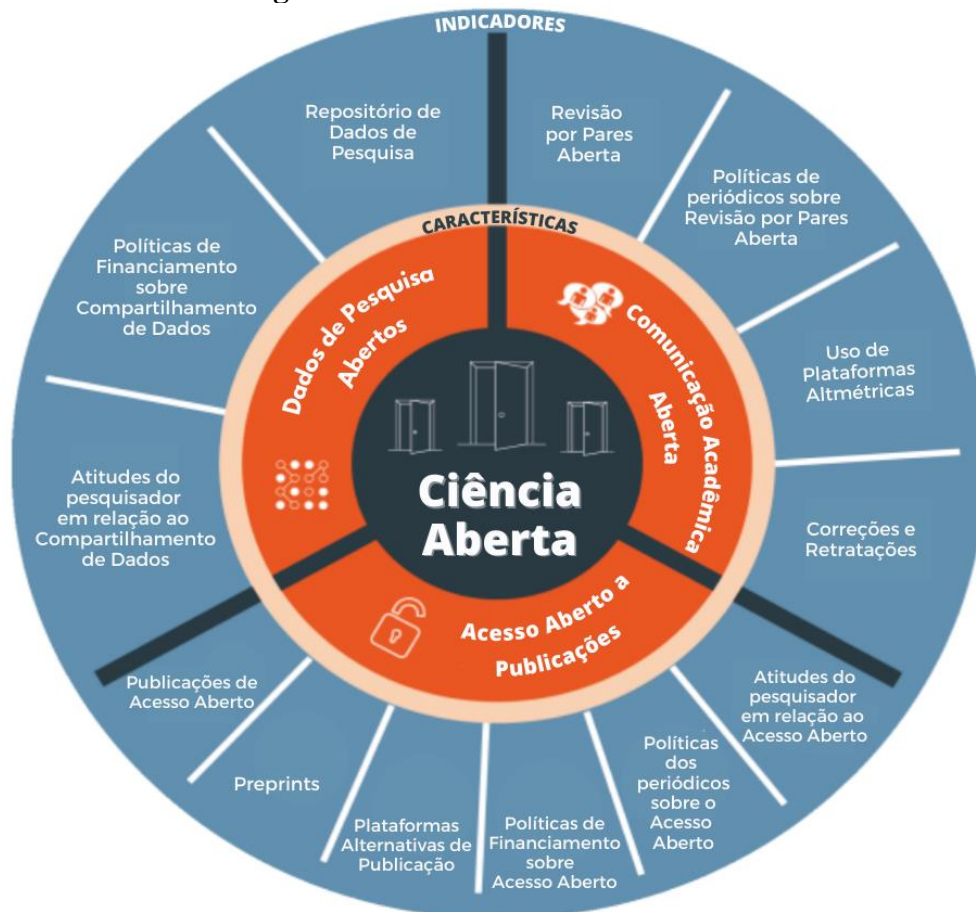 INDICADORES
Repositório de
Dados de
Pesquisa
Revisão
por Pares
Aberta
Políticas de
periódicos sobre
Revisão por Pares
Aberta
Uso de
Plataformas
Altmétricas
Correções e
Retratações
Atitudes do
pesquisador
em relação ao
Acesso Aberto
Políticas
dos
periódicos
sobre o
Acesso
Aberto
Políticas de
Financiamento
sobre
Acesso Aberto
Plataformas
Alternativas de
Publicação
Preprints
Publicações de
Acesso Aberto
Atitudes do
pesquisador
em relação ao
Compartilhamento
de Dados
Políticas de
Financiamento
sobre
Compartilhamento
de Dados
CARACTERÍSTICAS
Dados de Pesquisa
Abertos
Comunicação Acadêmica
Aberta
Acesso Aberto a
Publicações
Ciência
Aberta